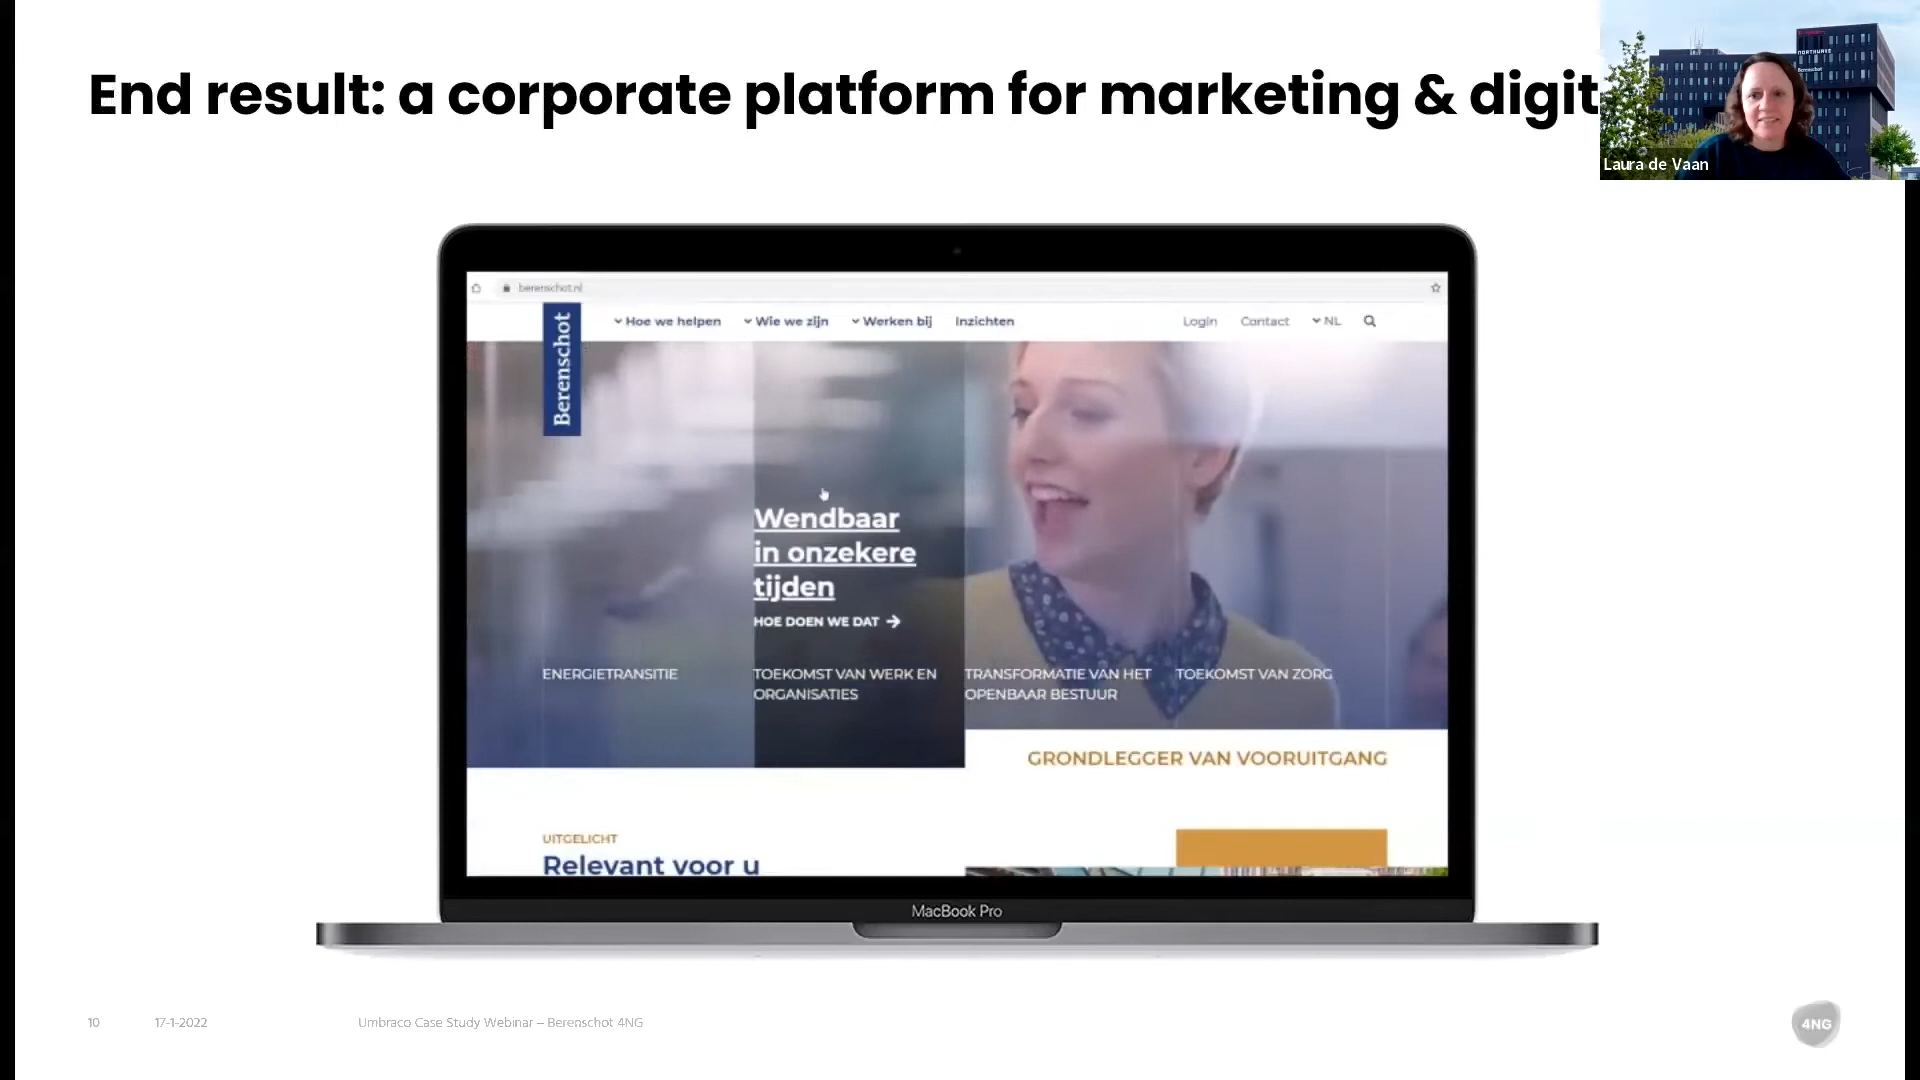 End result: a corporate platform for marketing & digit
Laura de Vaan
NORTHWAVE
Berenschot
berenschot.nl
Berenschot
Hoe we helpen
Wie we zijn
Werken bij
Inzichten
Login
Contact
NL
Wendbaar
in onzekere
tijden
HOE DOEN WE DAT
ENERGIETRANSITIE
TOEKOMST VAN WERK EN
ORGANISATIES
TRANSFORMATIE VAN HET
OPENBAAR BESTUUR
TOEKOMST VAN ZORG
GRONDLEGGER VAN VOORUITGANG
UITGELICHT
Relevant voor u
MacBook Pro
10
17-1-2022
Umbraco Case Study Webinar – Berenschot 4NG
4NG